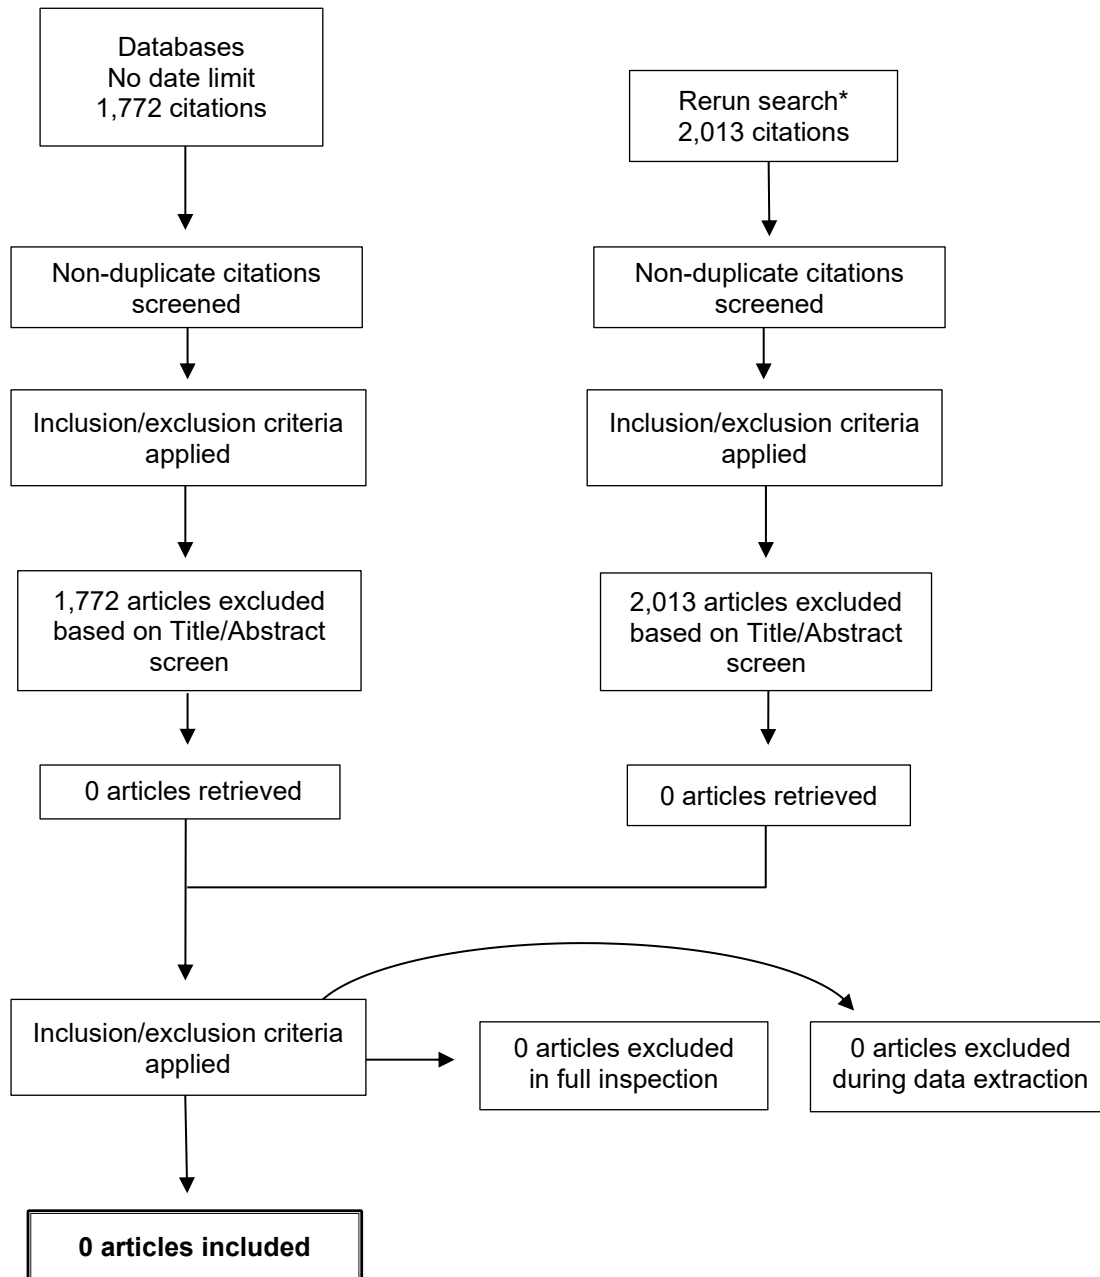 Databases
No date limit
1,772 citations
Rerun search*
2,013 citations
Non-duplicate citations
screened
Non-duplicate citations
screened
Inclusion/exclusion criteria
applied
Inclusion/exclusion criteria
applied
1,772 articles excluded
based on Title/Abstract
screen
2,013 articles excluded
based on Title/Abstract
screen
0 articles retrieved
0 articles retrieved
Inclusion/exclusion criteria
applied
0 articles excluded
in full inspection
0 articles excluded
during data extraction
0 articles included